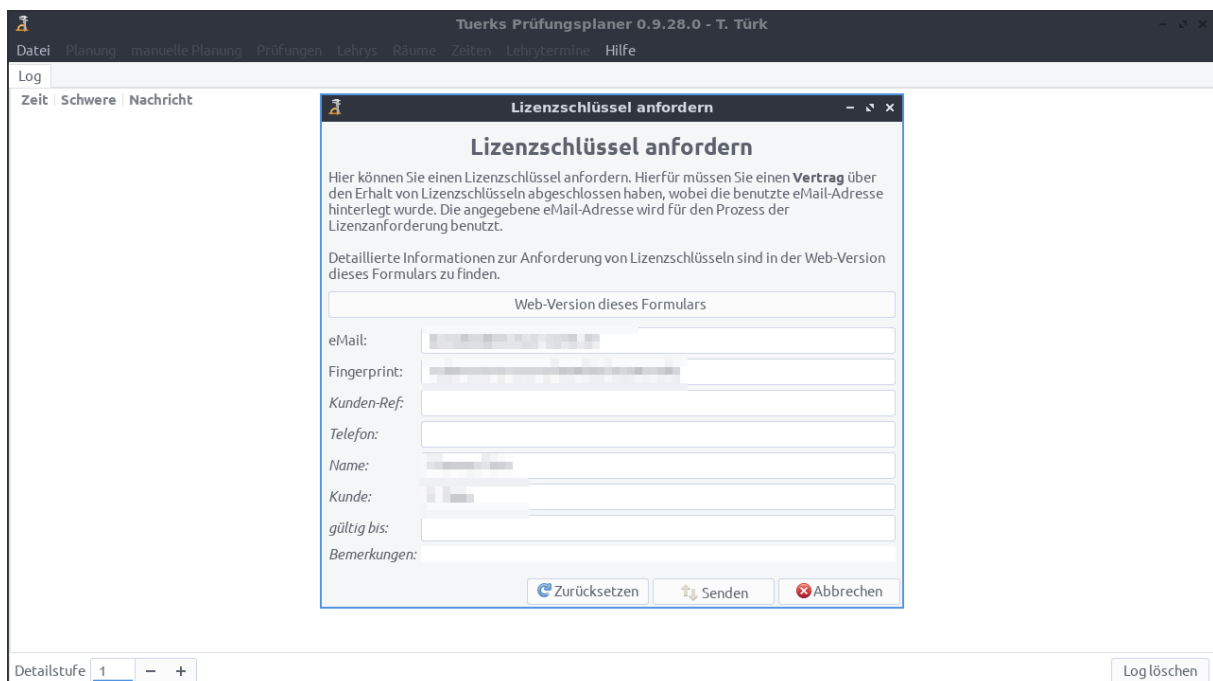 Tuerks Prüfungsplaner 0.9.28.0 - T. Türk
Datei Planung manuelle Planung Prüfungen Lehrys Räume Zeiten Lehrytermine Hilfe
Log
Zeit Schwere Nachricht
Lizenzschlüssel anfordern
Lizenzschlüssel anfordern
Hier können Sie einen Lizenzschlüssel anfordern. Hierfür müssen Sie einen Vertrag über
den Erhalt von Lizenzschlüsseln abgeschlossen haben, wobei die benutzte eMail-Adresse
hinterlegt wurde. Die angegebene eMail-Adresse wird für den Prozess der
Lizenzanforderung benutzt.
Detaillierte Informationen zur Anforderung von Lizenzschlüsseln sind in der Web-Version
dieses Formulars zu finden.
Web-Version dieses Formulars
eMail:
Fingerprint:
Kunden-Ref:
Telefon:
Name:
Kunde:
gültig bis:
Bemerkungen:
Zurücksetzen Senden Abbrechen
Detailstufe 1 − + Log löschen